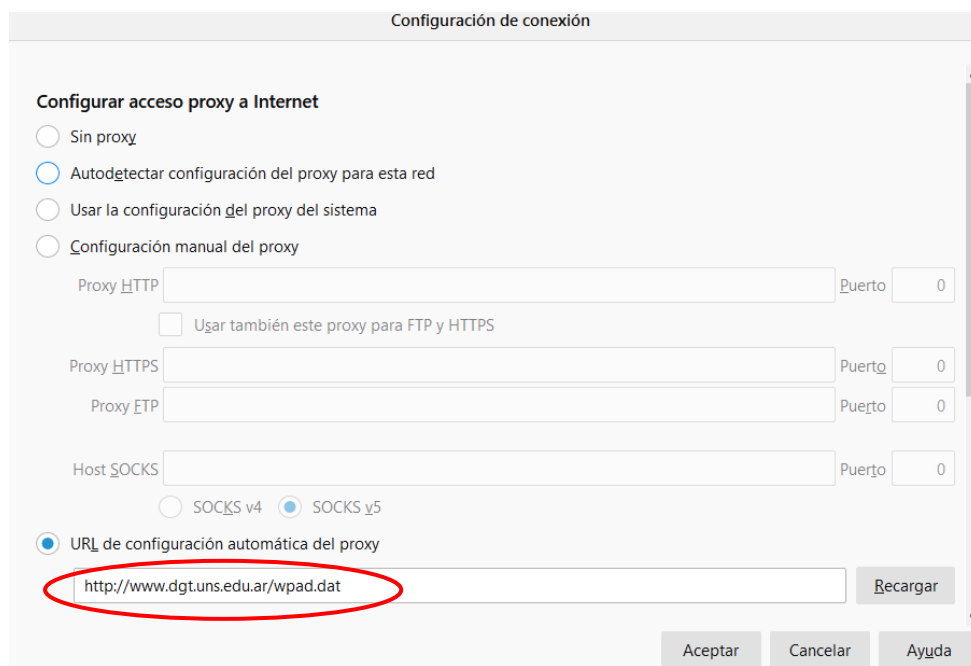 Configuración de conexión
Configurar acceso proxy a Internet
Sin proxy
Autodetectar configuración del proxy para esta red
Usar la configuración del proxy del sistema
Configuración manual del proxy
Proxy HTTP Puerto 0
Usar también este proxy para FTP y HTTPS
Proxy HTTPS Puerto 0
Proxy FTP Puerto 0
Host SOCKS Puerto 0
SOCKS v4 SOCKS v5
URL de configuración automática del proxy
http://www.dgt.uns.edu.ar/wpad.dat Recargar
Aceptar Cancelar Ayuda